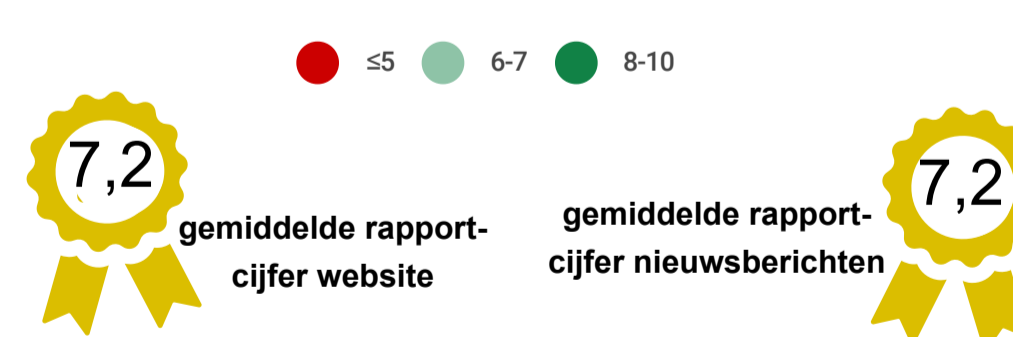 ≤5 6-7 8-10
7,2
gemiddelde rapport-
cijfer website
gemiddelde rapport-
cijfer nieuwsberichten
7,2